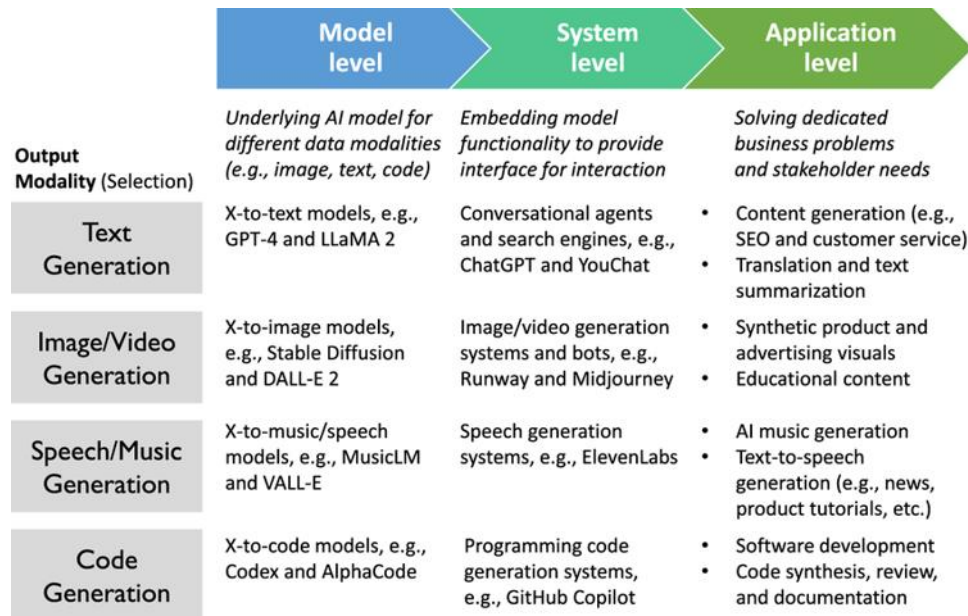 Model
level
System
level
Application
level
Output
Modality (Selection)
Underlying AI model for
different data modalities
(e.g., image, text, code)
Embedding model
functionality to provide
interface for interaction
Solving dedicated
business problems
and stakeholder needs
Text
Generation
X-to-text models, e.g.,
GPT-4 and LLaMA 2
Conversational agents
and search engines, e.g.,
ChatGPT and YouChat
• Content generation (e.g.,
SEO and customer service)
• Translation and text
summarization
Image/Video
Generation
X-to-image models,
e.g., Stable Diffusion
and DALL-E 2
Image/video generation
systems and bots, e.g.,
Runway and Midjourney
• Synthetic product and
advertising visuals
• Educational content
Speech/Music
Generation
X-to-music/speech
models, e.g., MusicLM
and VALL-E
Speech generation
systems, e.g., ElevenLabs
• AI music generation
• Text-to-speech
generation (e.g., news,
product tutorials, etc.)
Code
Generation
X-to-code models, e.g.,
Codex and AlphaCode
Programming code
generation systems,
e.g., GitHub Copilot
• Software development
• Code synthesis, review,
and documentation